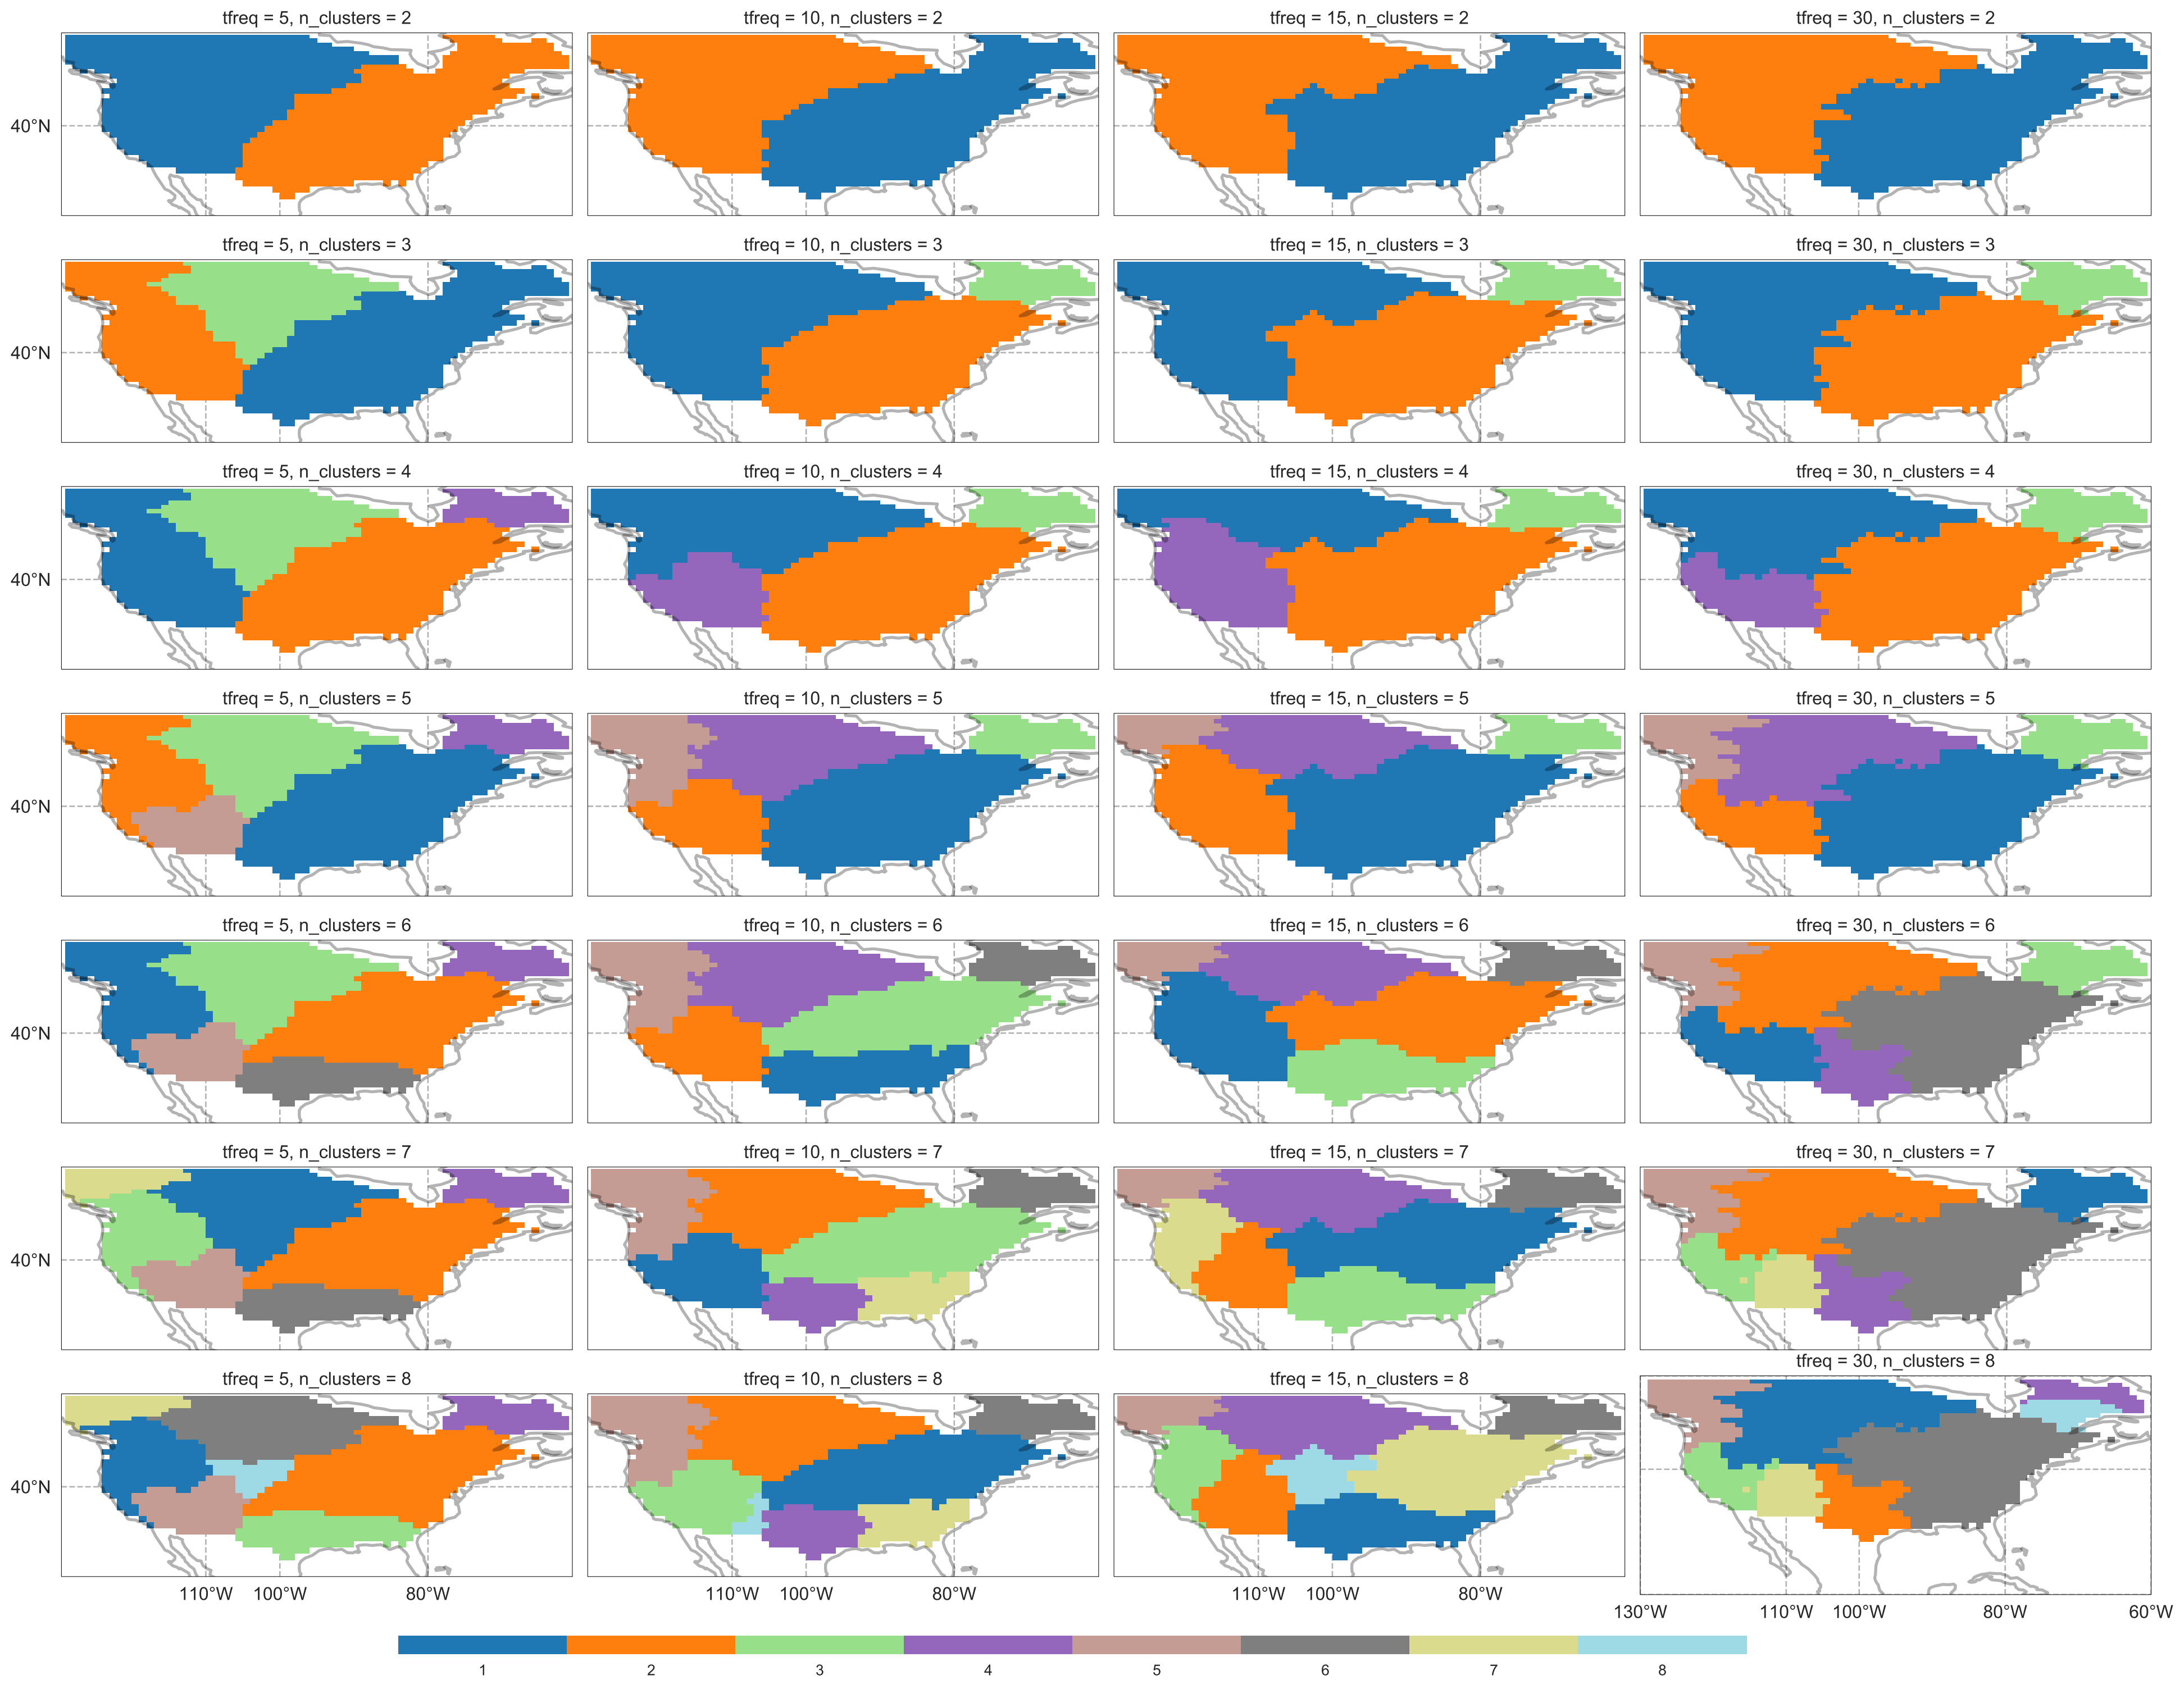 tfreq = 5, n_clusters = 2
tfreq = 10, n_clusters = 2
tfreq = 15, n_clusters = 2
tfreq = 30, n_clusters = 2
40°N
tfreq = 5, n_clusters = 3
tfreq = 10, n_clusters = 3
tfreq = 15, n_clusters = 3
tfreq = 30, n_clusters = 3
40°N
tfreq = 5, n_clusters = 4
tfreq = 10, n_clusters = 4
tfreq = 15, n_clusters = 4
tfreq = 30, n_clusters = 4
40°N
tfreq = 5, n_clusters = 5
tfreq = 10, n_clusters = 5
tfreq = 15, n_clusters = 5
tfreq = 30, n_clusters = 5
40°N
tfreq = 5, n_clusters = 6
tfreq = 10, n_clusters = 6
tfreq = 15, n_clusters = 6
tfreq = 30, n_clusters = 6
40°N
tfreq = 5, n_clusters = 7
tfreq = 10, n_clusters = 7
tfreq = 15, n_clusters = 7
tfreq = 30, n_clusters = 7
40°N
tfreq = 5, n_clusters = 8
tfreq = 10, n_clusters = 8
tfreq = 15, n_clusters = 8
tfreq = 30, n_clusters = 8
40°N
110°W 100°W 80°W
110°W 100°W 80°W
110°W 100°W 80°W
130°W 110°W 100°W 80°W 60°W
1 2 3 4 5 6 7 8